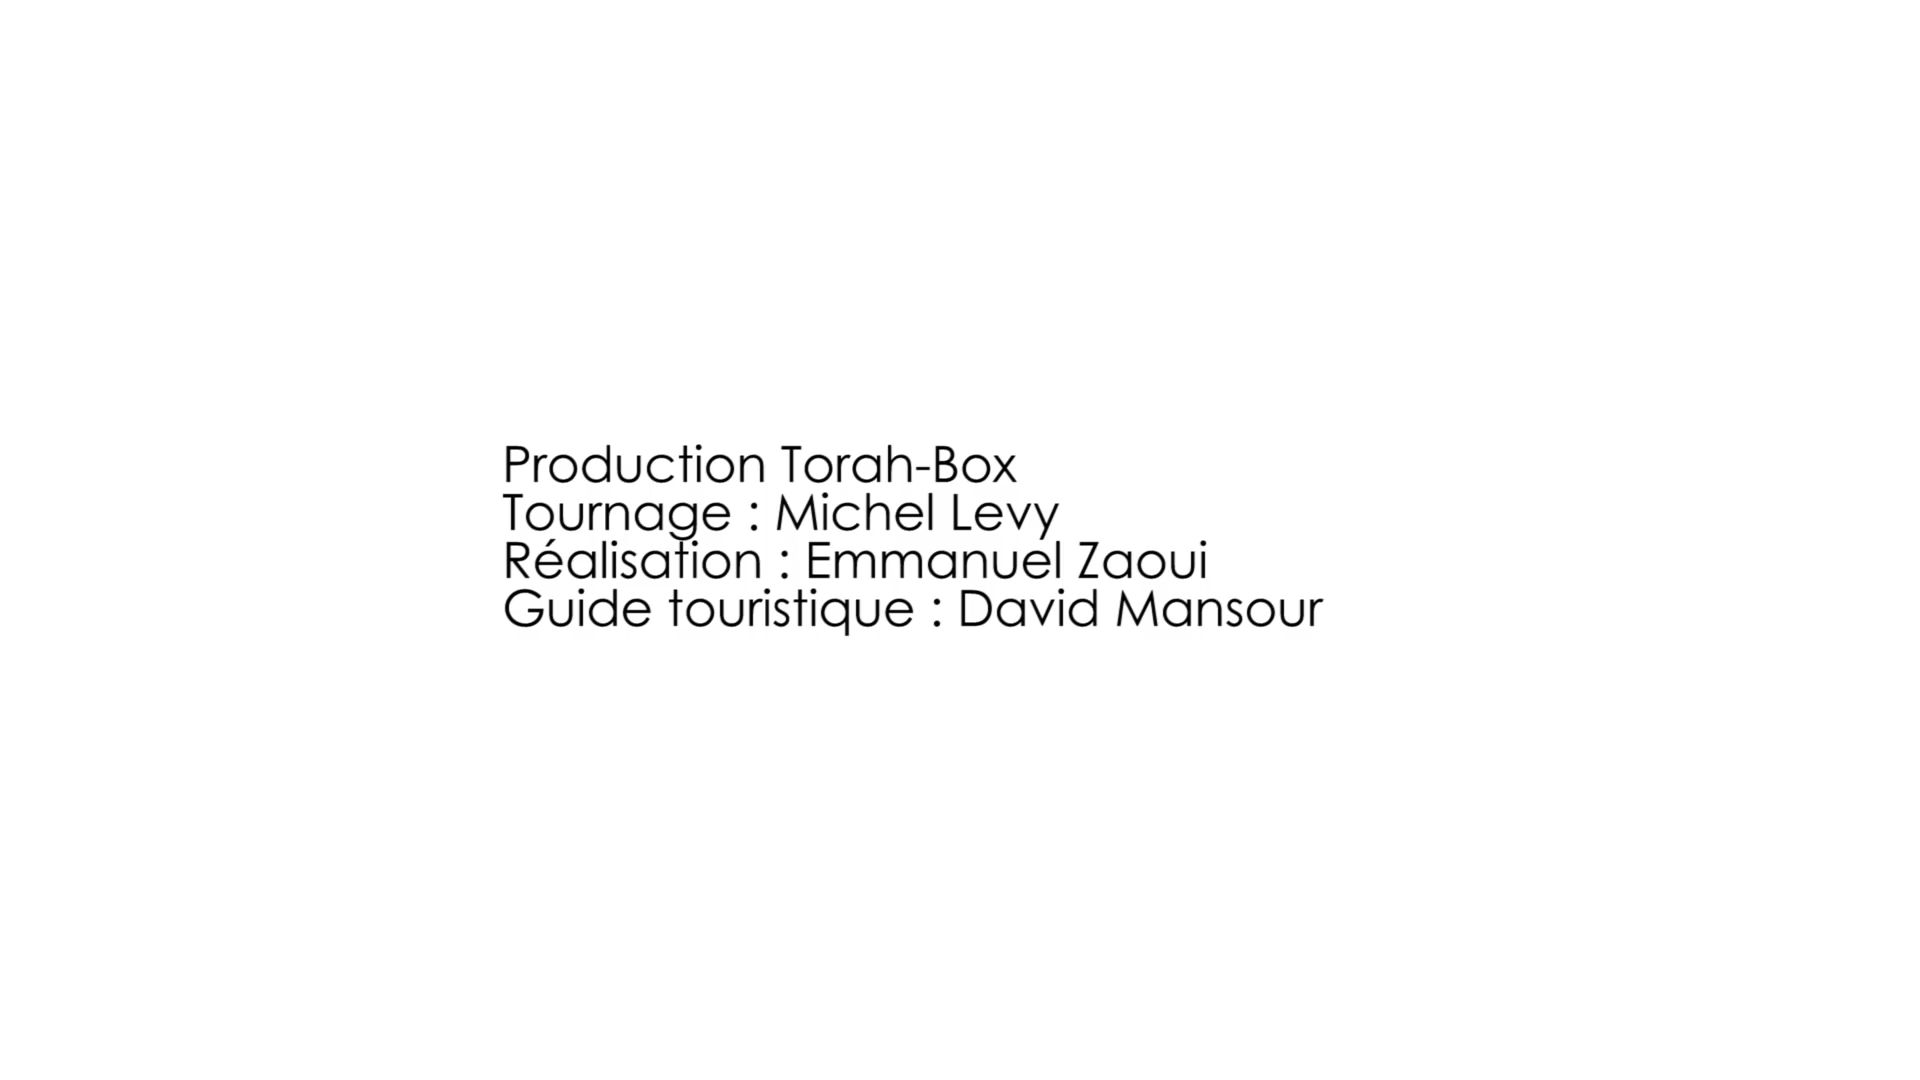 Production Torah-Box
Tournage : Michel Levy
Réalisation : Emmanuel Zaoui
Guide touristique : David Mansour